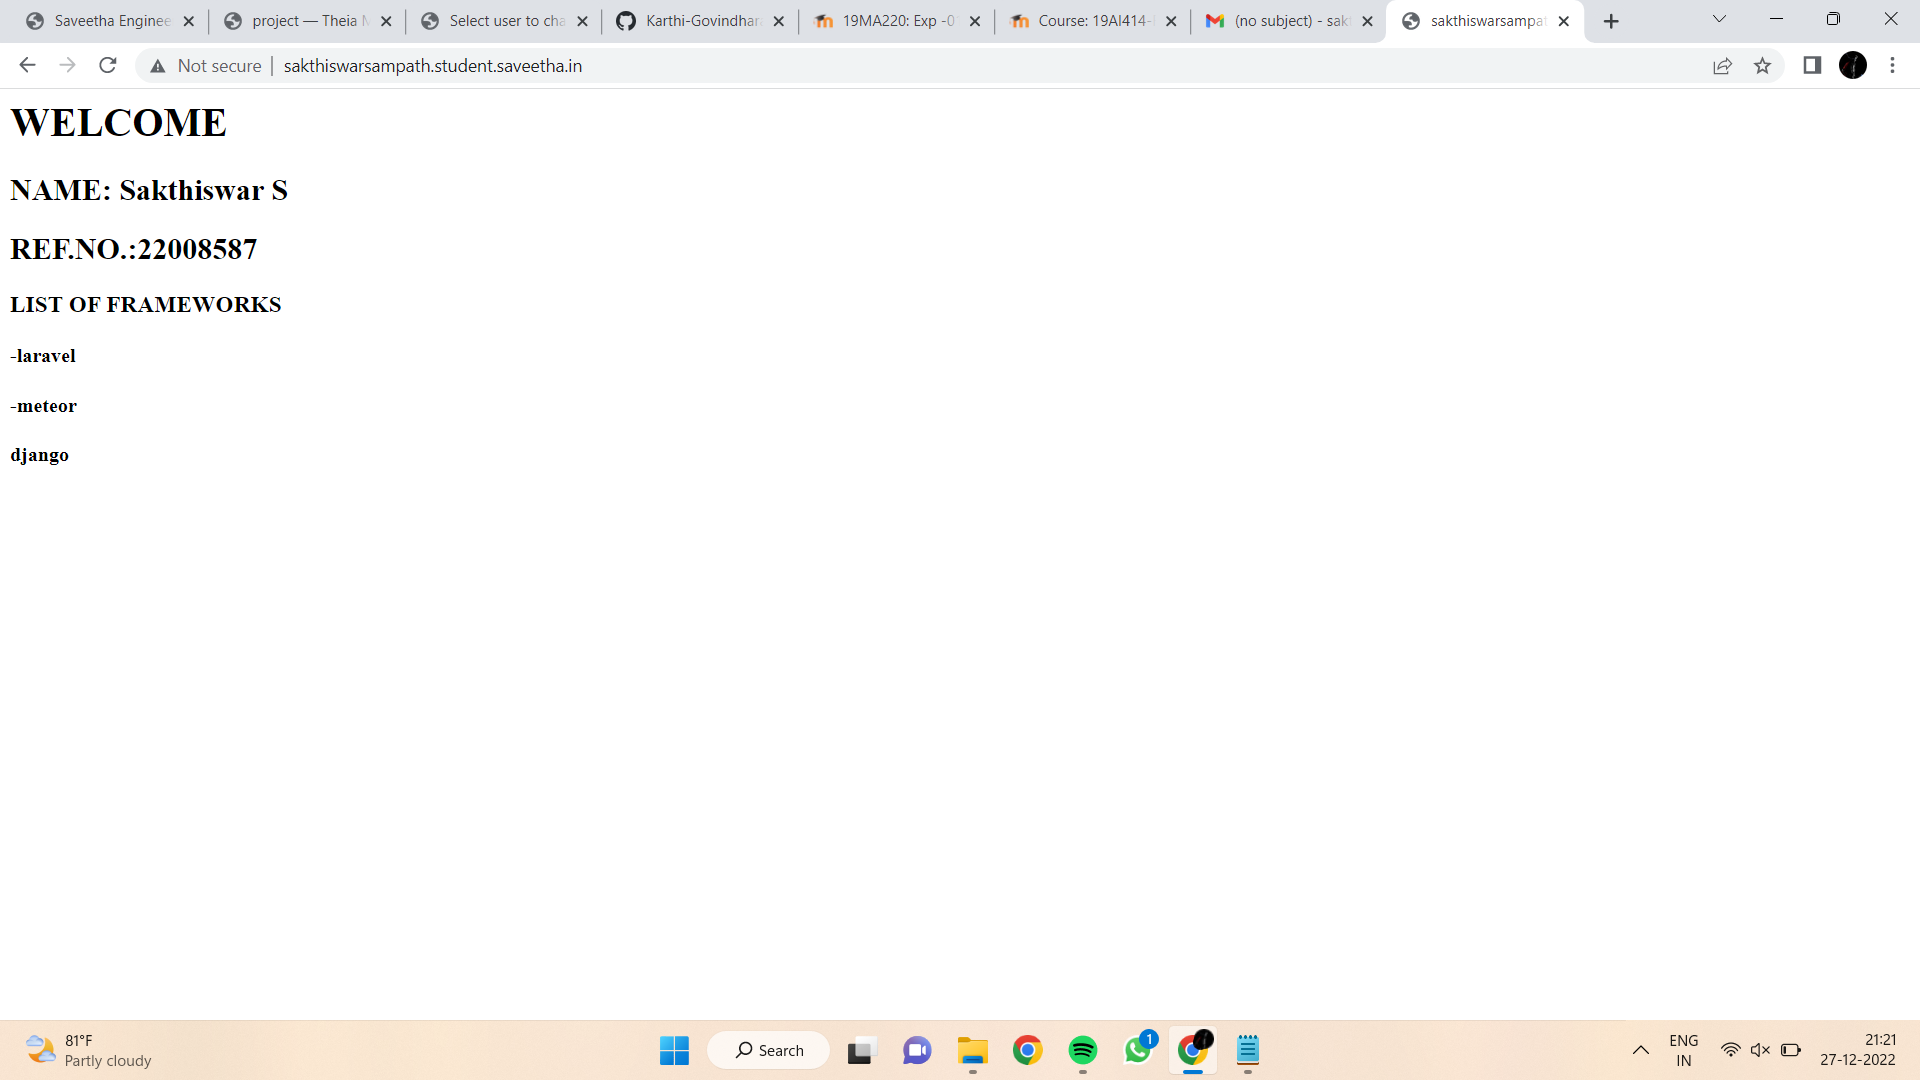 Saveetha Enginee
project — Theia
Select user to cha
Karthi-Govindhar
19MA220: Exp -0
Course: 19AI414-
(no subject) - sak
sakthiswarsampat
Not secure
sakthiswarsampath.student.saveetha.in
WELCOME
NAME: Sakthiswar S
REF.NO.:22008587
LIST OF FRAMEWORKS
-laravel
-meteor
django
81°F
Partly cloudy
Search
1
ENG
IN
21:21
27-12-2022